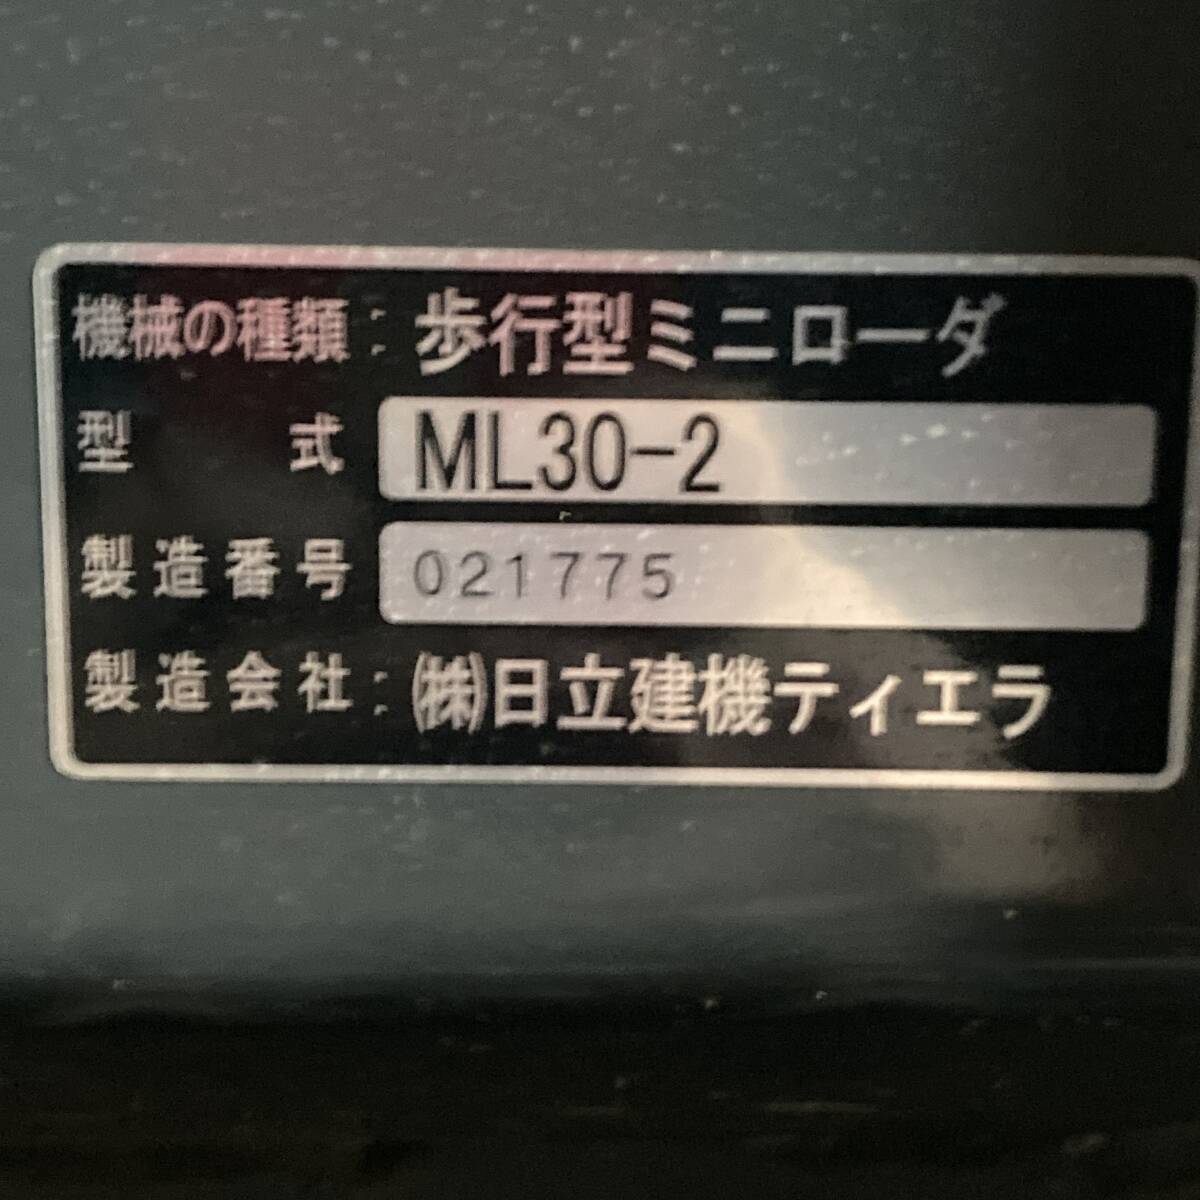 機械の種類：歩行型ミニローダ
型式 ML30-2
製造番号 021775
製造会社：㈱日立建機ティエラ